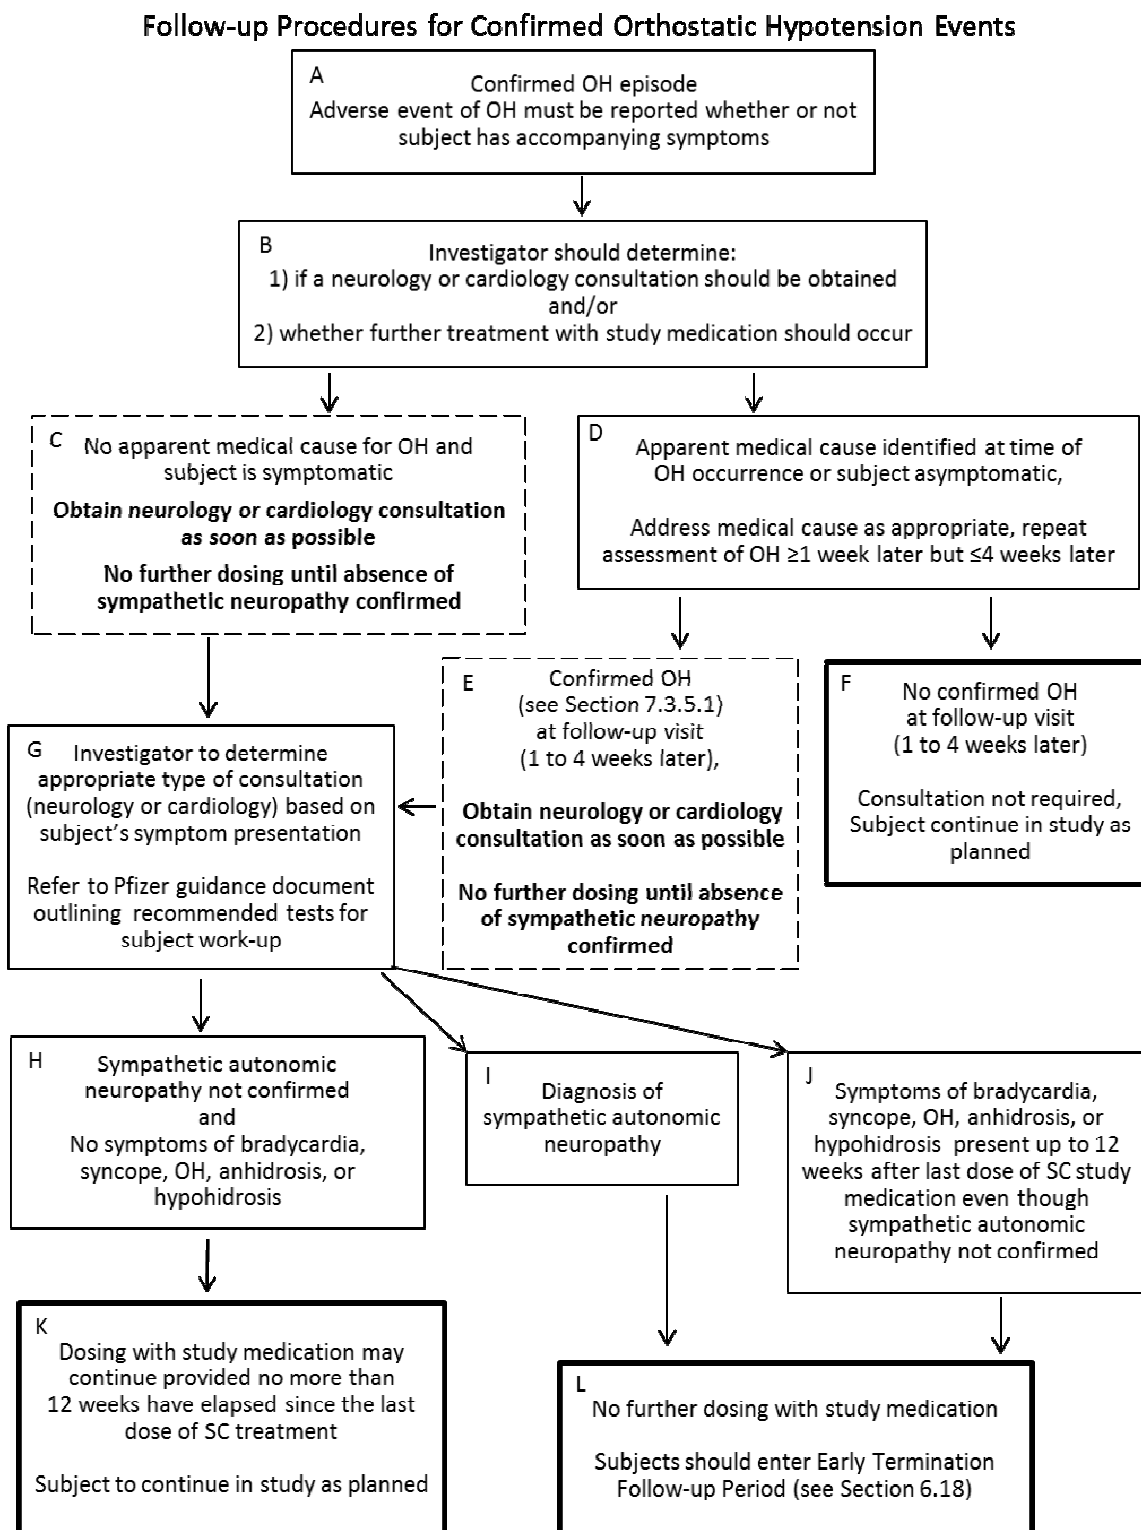 Follow-up Procedures for Confirmed Orthostatic Hypotension Events
A
Confirmed OH episode
Adverse event of OH must be reported whether or not
subject has accompanying symptoms
B
Investigator should determine:
1) if a neurology or cardiology consultation should be obtained
and/or
2) whether further treatment with study medication should occur
C
No apparent medical cause for OH and
subject is symptomatic
Obtain neurology or cardiology consultation
as soon as possible
No further dosing until absence of
sympathetic neuropathy confirmed
D
Apparent medical cause identified at time of
OH occurrence or subject asymptomatic,
Address medical cause as appropriate, repeat
assessment of OH ≥1 week later but ≤4 weeks later
E
Confirmed OH
(see Section 7.3.5.1)
at follow-up visit
(1 to 4 weeks later),
Obtain neurology or cardiology
consultation as soon as possible
No further dosing until absence
of sympathetic neuropathy
confirmed
F
No confirmed OH
at follow-up visit
(1 to 4 weeks later)
Consultation not required,
Subject continue in study as
planned
G
Investigator to determine
appropriate type of consultation
(neurology or cardiology) based on
subject's symptom presentation
Refer to Pfizer guidance document
outlining recommended tests for
subject work-up
H
Sympathetic autonomic
neuropathy not confirmed
and
No symptoms of bradycardia,
syncope, OH, anhidrosis, or
hypohidrosis
I
Diagnosis of
sympathetic autonomic
neuropathy
J
Symptoms of bradycardia,
syncope, OH, anhidrosis, or
hypohidrosis present up to 12
weeks after last dose of SC study
medication even though
sympathetic autonomic
neuropathy not confirmed
K
Dosing with study medication may
continue provided no more than
12 weeks have elapsed since the last
dose of SC treatment
Subject to continue in study as planned
L
No further dosing with study medication
Subjects should enter Early Termination
Follow-up Period (see Section 6.18)